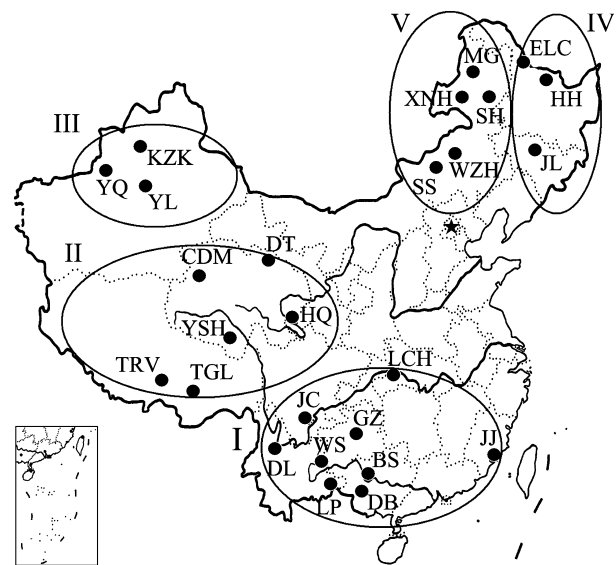 V
IV
MG
ELC
XNH
SH
HH
III
KZK
JL
WZH
SS
YQ
YL
II
CDM
DT
YSH
HQ
TRV
TGL
LCH
JC
I
GZ
JJ
DL
WS
BS
LP
DB